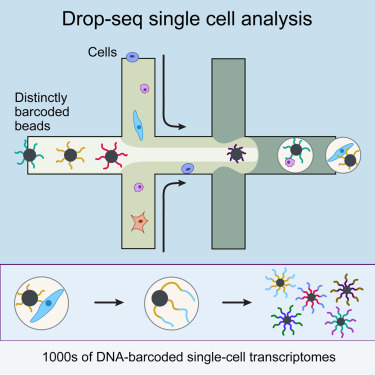 Drop-seq single cell analysis
Cells
Distinctly
barcoded
beads
1000s of DNA-barcoded single-cell transcriptomes